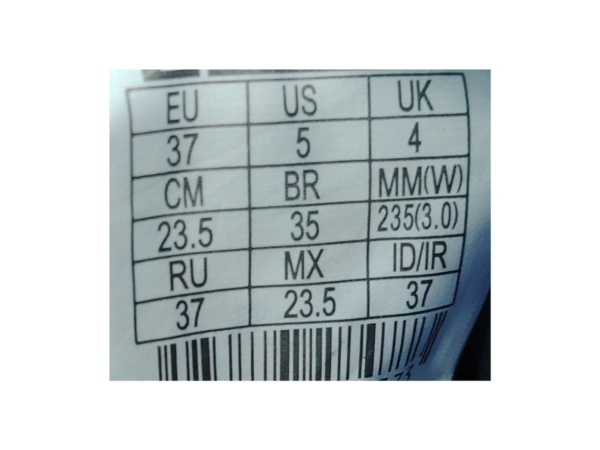 EU US UK
37 5 4
CM BR MM(W)
23.5 35 235(3.0)
RU MX ID/IR
37 23.5 37